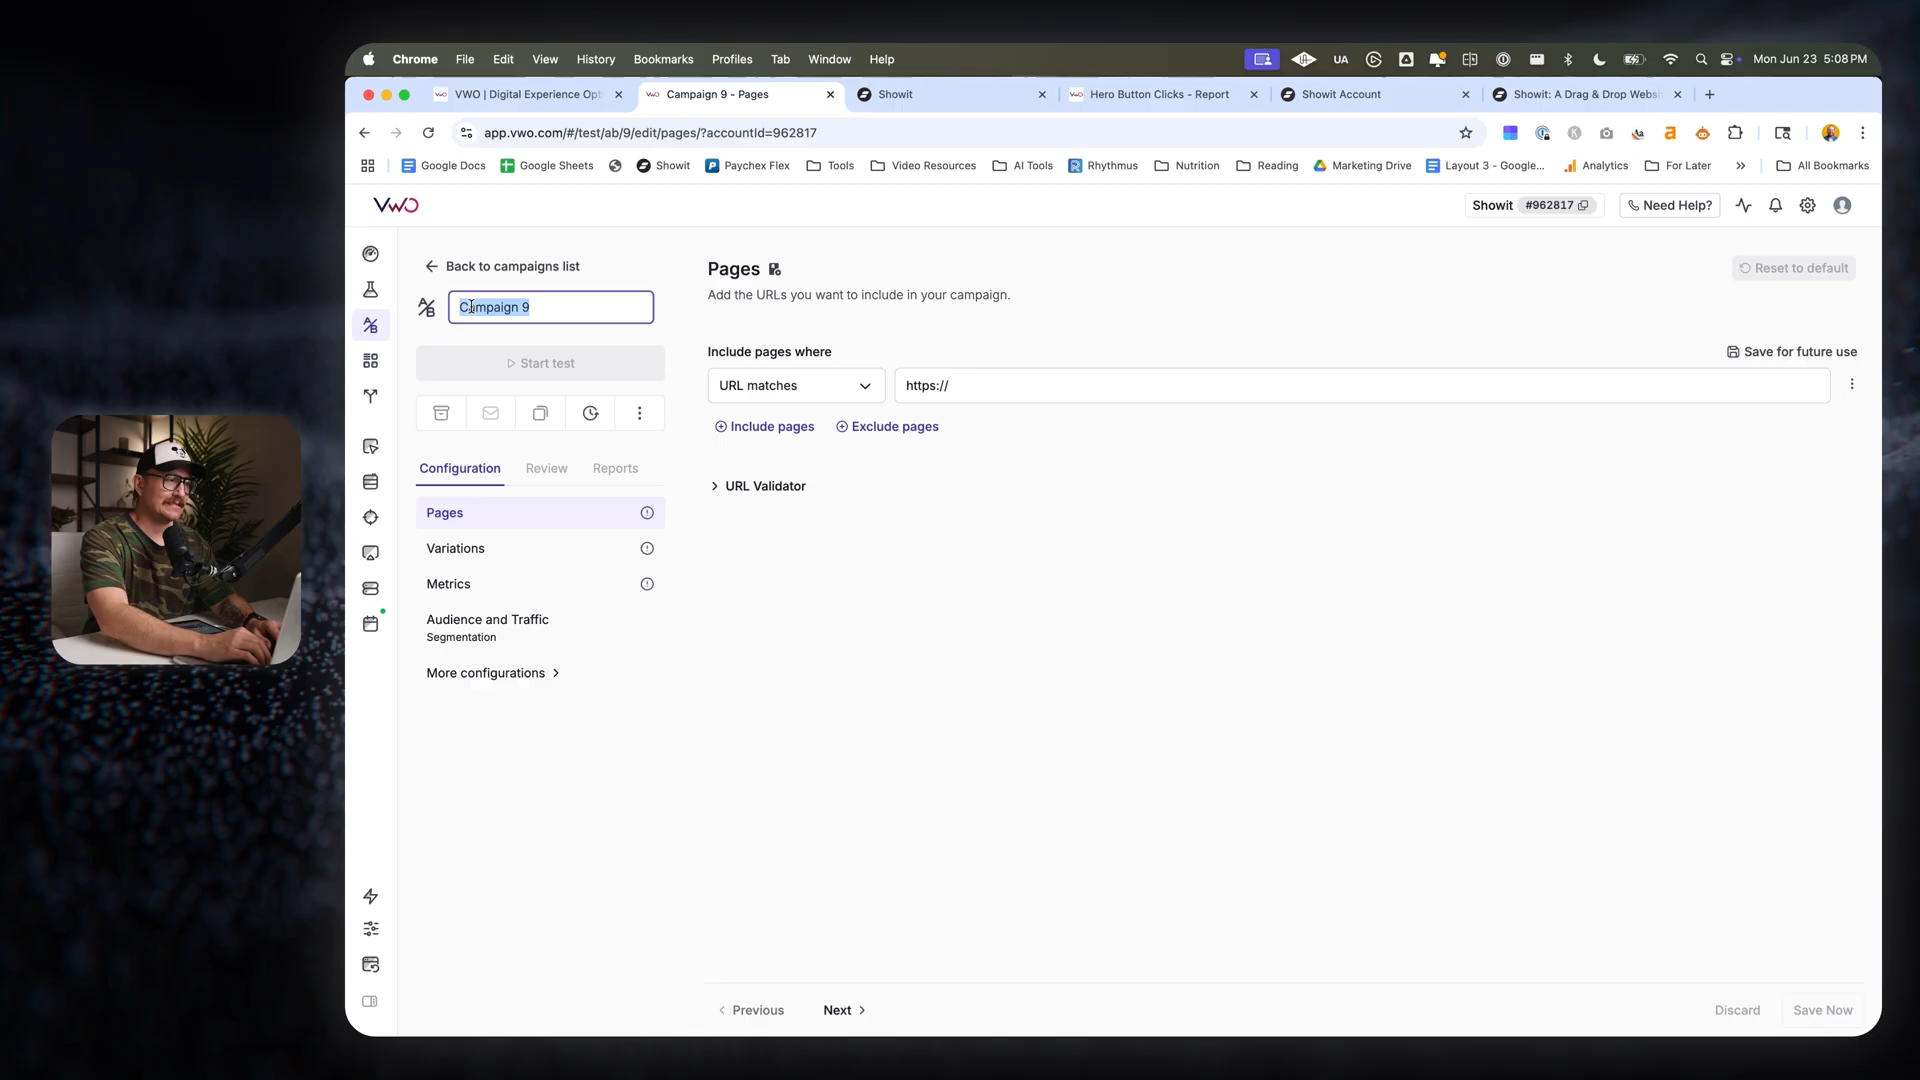 Chrome File Edit View History Bookmarks Profiles Tab Window Help UA Mon Jun 23 5:08 PM
VWO | Digital Experience Opt Campaign 9 - Pages Showit Hero Button Clicks - Report Showit Account Showit: A Drag & Drop Websi
app.vwo.com/#/test/ab/9/edit/pages/?accountId=962817
Google Docs Google Sheets Showit Paychex Flex Tools Video Resources AI Tools Rhythmus Nutrition Reading Marketing Drive Layout 3 - Google... Analytics For Later All Bookmarks
VWO Showit #962817 Need Help?
Back to campaigns list
Campaign 9
Start test
Configuration Review Reports
Pages
Variations
Metrics
Audience and Traffic
Segmentation
More configurations
Pages
Reset to default
Add the URLs you want to include in your campaign.
Include pages where
Save for future use
URL matches https://
Include pages Exclude pages
URL Validator
Previous Next Discard Save Now